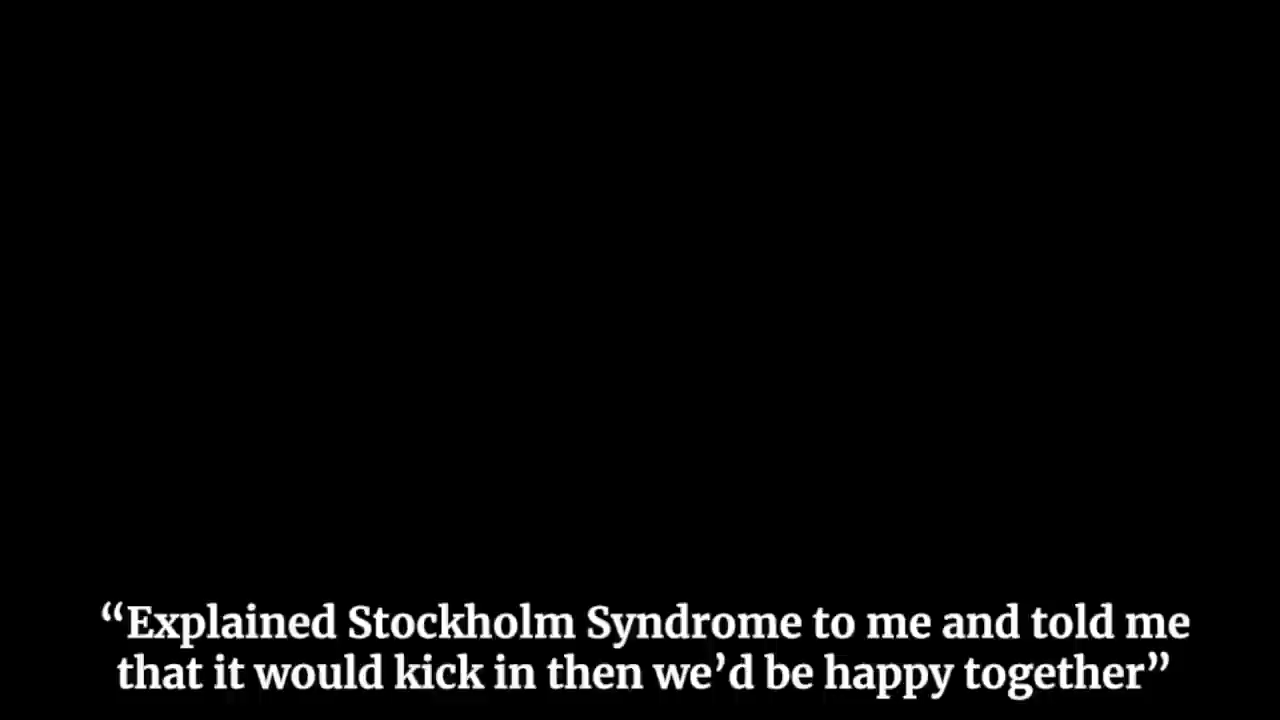 “Explained Stockholm Syndrome to me and told me
that it would kick in then we’d be happy together”